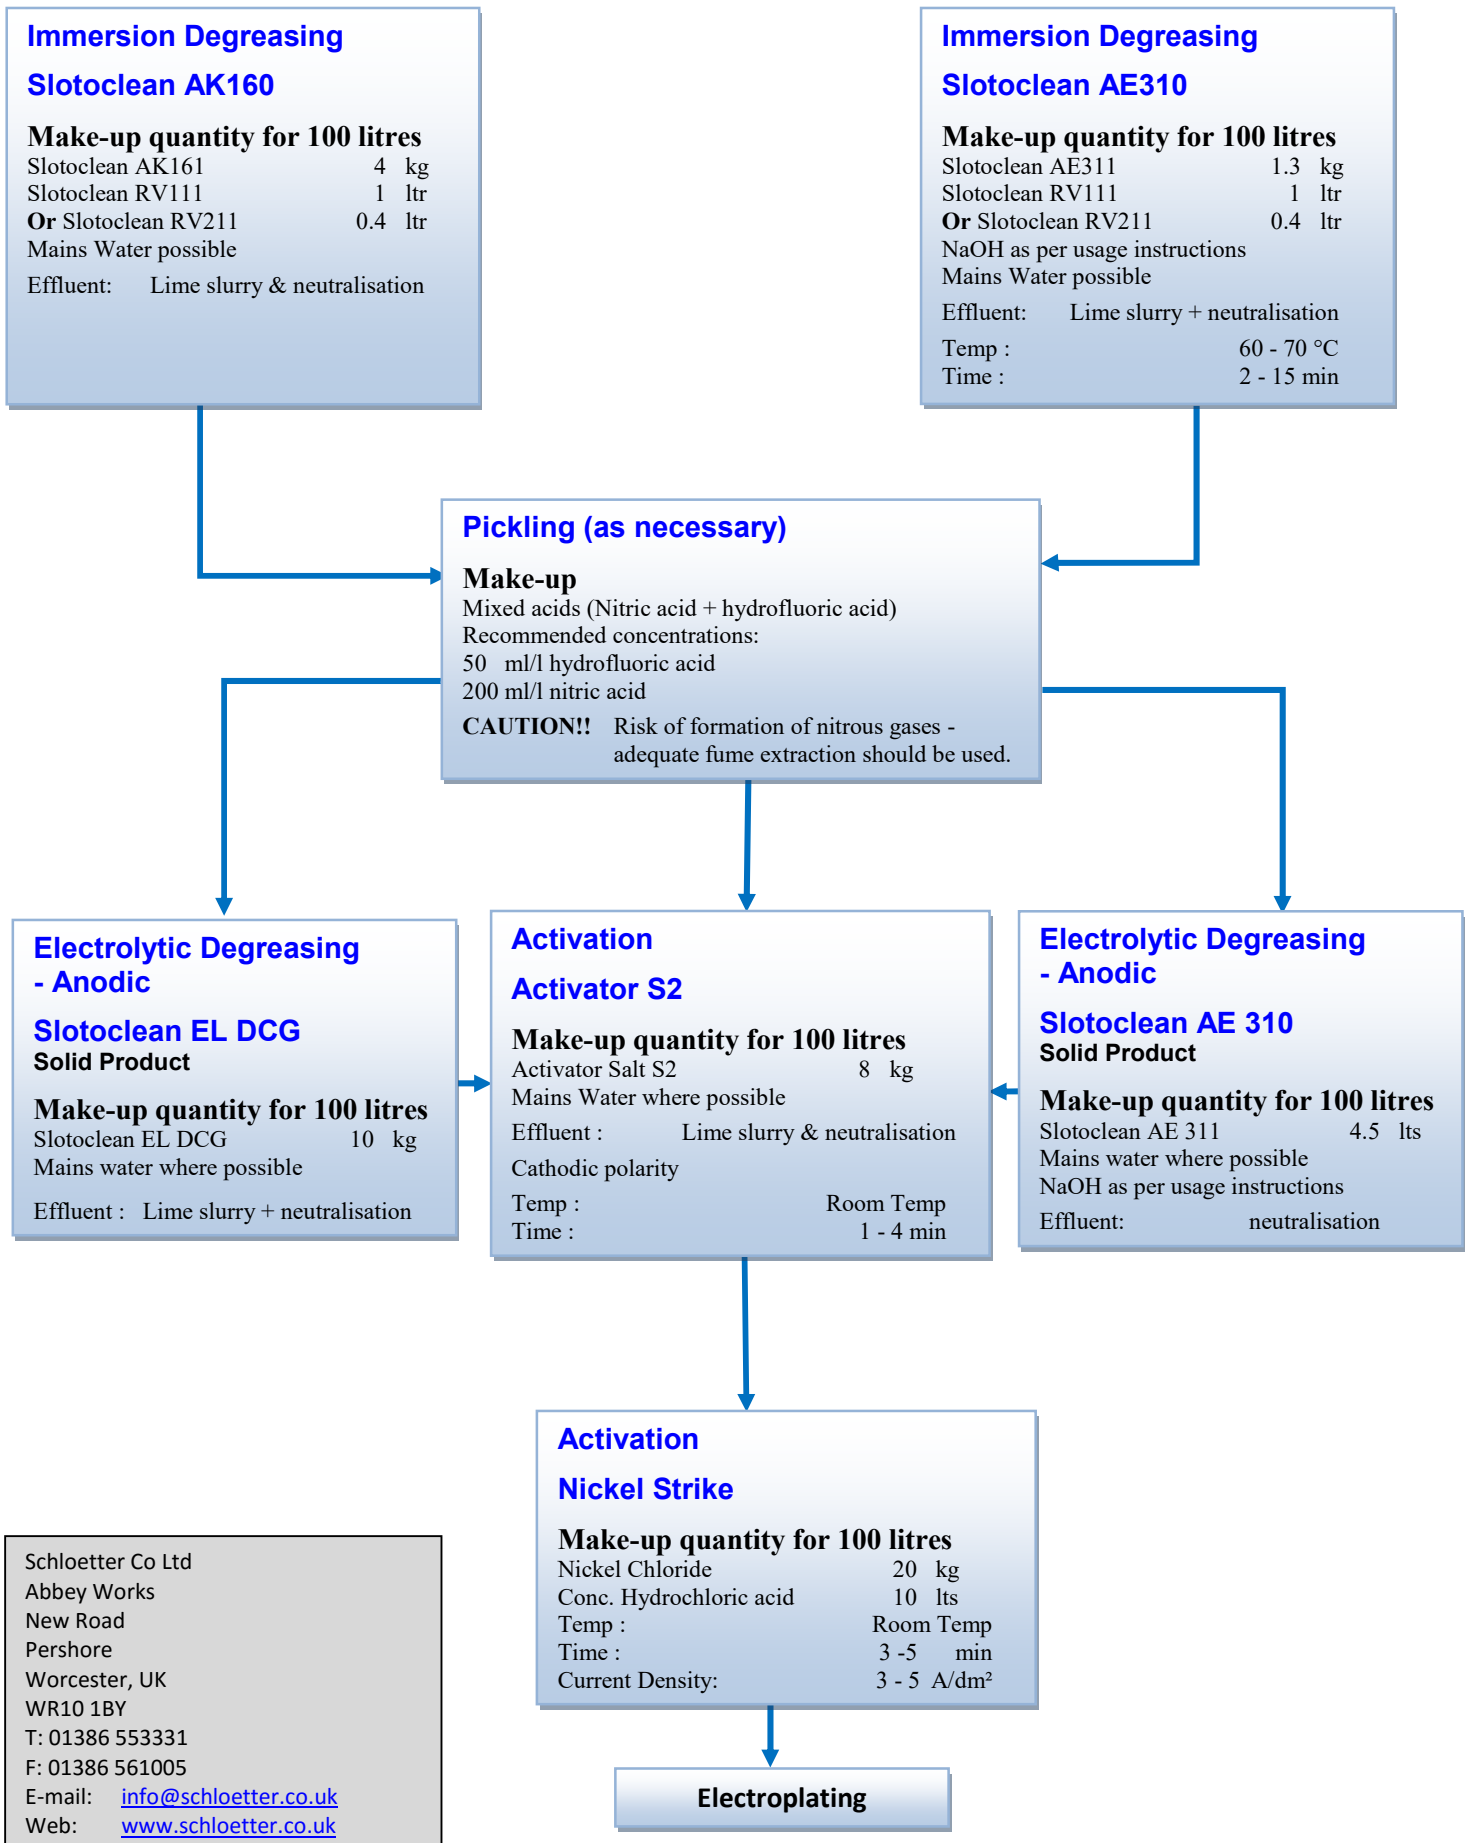 Immersion Degreasing
Slotoclean AK160
Make-up quantity for 100 litres
Slotoclean AK161 4 kg
Slotoclean RV111 1 ltr
Or Slotoclean RV211 0.4 ltr
Mains Water possible
Effluent: Lime slurry & neutralisation
Immersion Degreasing
Slotoclean AE310
Make-up quantity for 100 litres
Slotoclean AE311 1.3 kg
Slotoclean RV111 1 ltr
Or Slotoclean RV211 0.4 ltr
NaOH as per usage instructions
Mains Water possible
Effluent: Lime slurry + neutralisation
Temp : 60 - 70 °C
Time : 2 - 15 min
Pickling (as necessary)
Make-up
Mixed acids (Nitric acid + hydrofluoric acid)
Recommended concentrations:
50 ml/l hydrofluoric acid
200 ml/l nitric acid
CAUTION!! Risk of formation of nitrous gases -
adequate fume extraction should be used.
Electrolytic Degreasing
- Anodic
Slotoclean EL DCG
Solid Product
Make-up quantity for 100 litres
Slotoclean EL DCG 10 kg
Mains water where possible
Effluent : Lime slurry + neutralisation
Activation
Activator S2
Make-up quantity for 100 litres
Activator Salt S2 8 kg
Mains Water where possible
Effluent : Lime slurry & neutralisation
Cathodic polarity
Temp : Room Temp
Time : 1 - 4 min
Electrolytic Degreasing
- Anodic
Slotoclean AE 310
Solid Product
Make-up quantity for 100 litres
Slotoclean AE 311 4.5 lts
Mains water where possible
NaOH as per usage instructions
Effluent: neutralisation
Activation
Nickel Strike
Make-up quantity for 100 litres
Nickel Chloride 20 kg
Conc. Hydrochloric acid 10 lts
Temp : Room Temp
Time : 3 -5 min
Current Density: 3 - 5 A/dm²
Electroplating
Schloetter Co Ltd
Abbey Works
New Road
Pershore
Worcester, UK
WR10 1BY
T: 01386 553331
F: 01386 561005
E-mail: info@schloetter.co.uk
Web: www.schloetter.co.uk